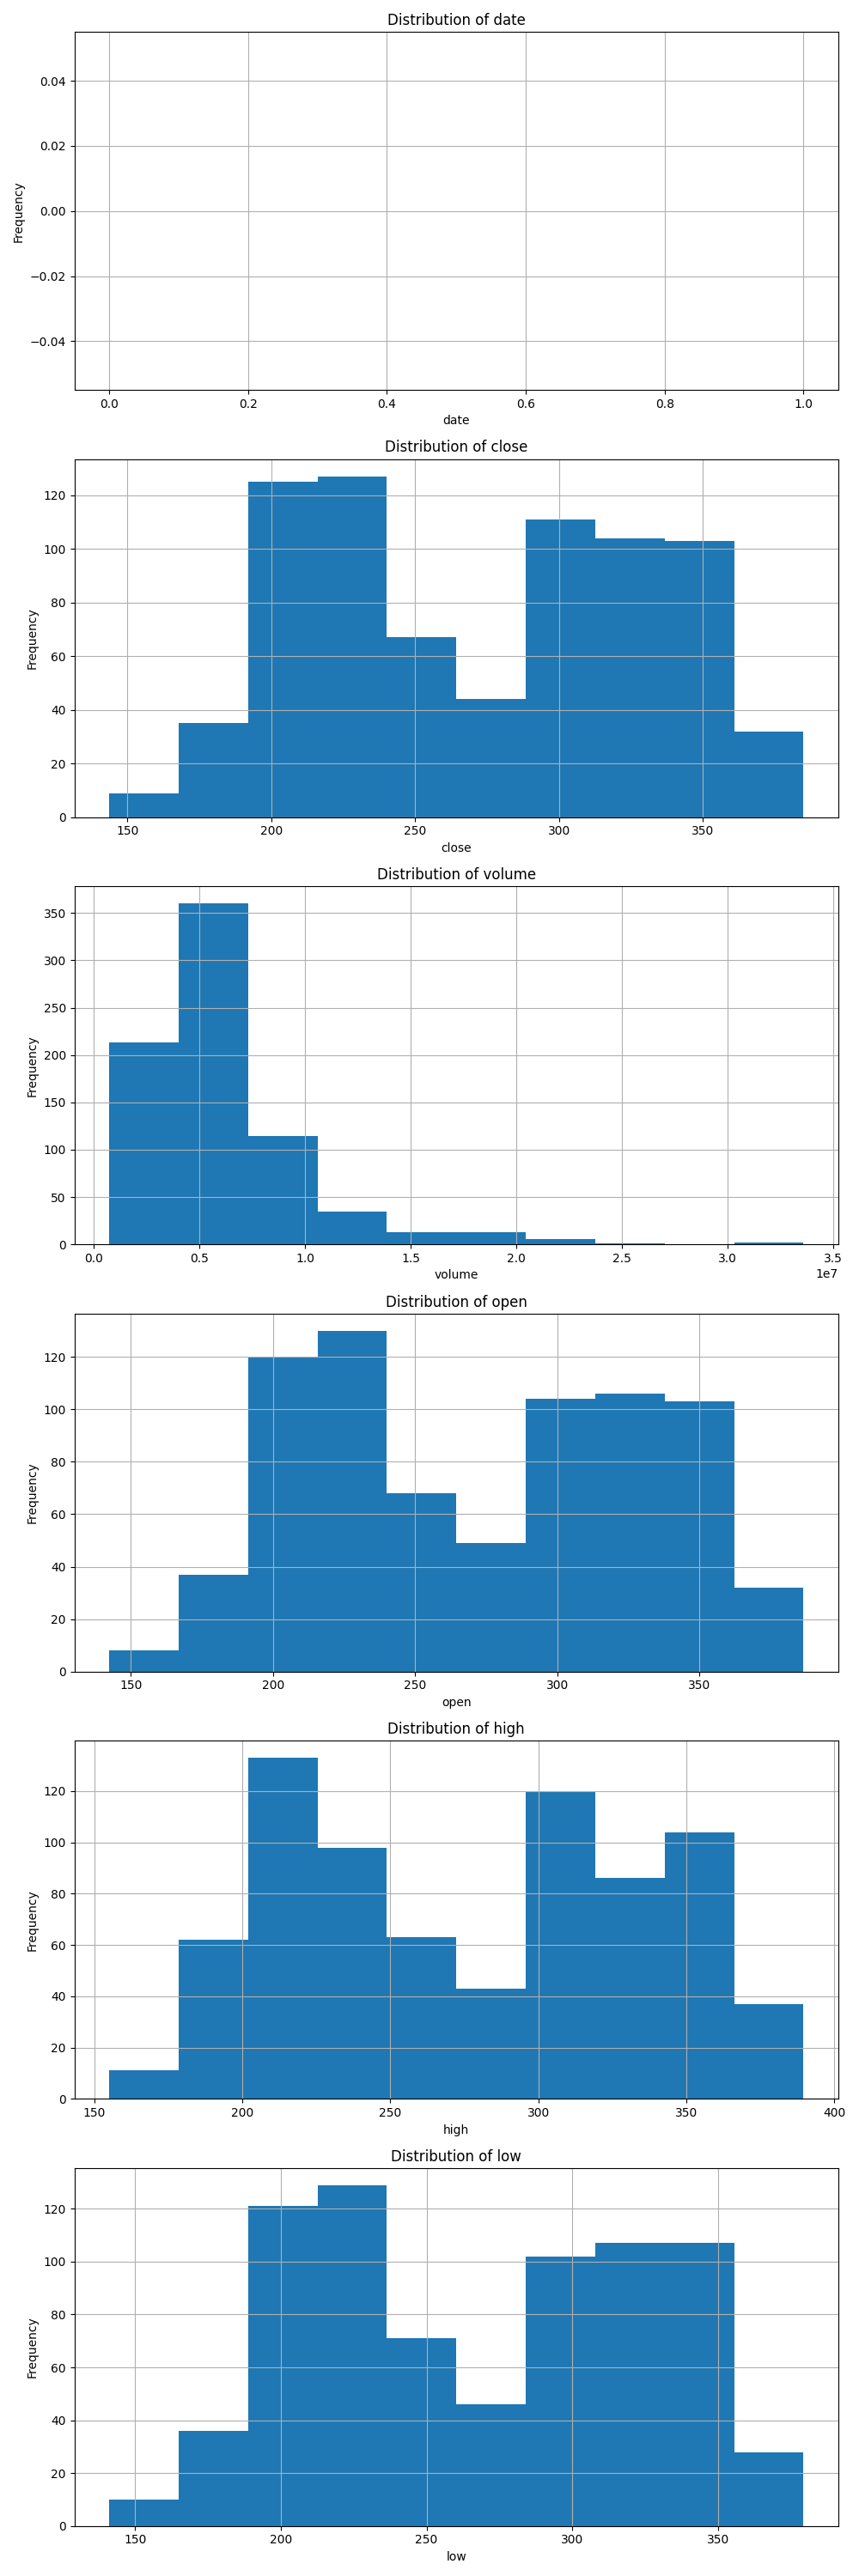 Distribution of date
0.04
0.02
0.00
−0.02
−0.04
Frequency
0.0 0.2 0.4 0.6 0.8 1.0
date
Distribution of close
120
100
80
60
40
20
0
Frequency
150 200 250 300 350
close
Distribution of volume
350
300
250
200
150
100
50
0
Frequency
0.0 0.5 1.0 1.5 2.0 2.5 3.0 3.5
1e7
volume
Distribution of open
120
100
80
60
40
20
0
Frequency
150 200 250 300 350
open
Distribution of high
120
100
80
60
40
20
0
Frequency
150 200 250 300 350 400
high
Distribution of low
120
100
80
60
40
20
0
Frequency
150 200 250 300 350
low